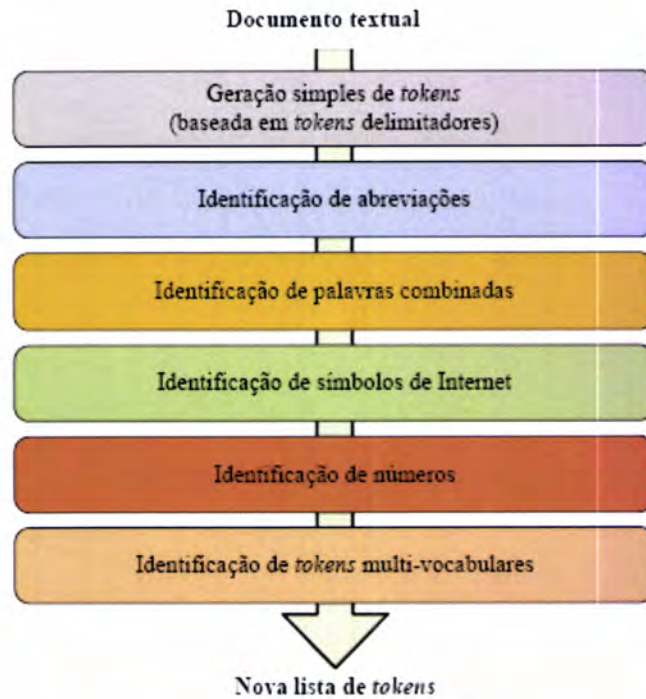 Documento textual
Geração simples de tokens
(baseada em tokens delimitadores)
Identificação de abreviações
Identificação de palavras combinadas
Identificação de símbolos de Internet
Identificação de números
Identificação de tokens multi-vocabulares
Nova lista de tokens